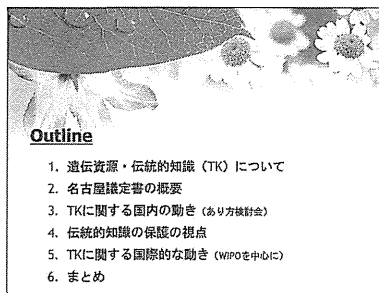 Outline
1. 遺伝資源・伝統的知識（TK）について
2. 名古屋議定書の概要
3. TKに関する国内の動き（あり方検討会）
4. 伝統的知識の保護の視点
5. TKに関する国際的な動き（WIPOを中心に）
6. まとめ